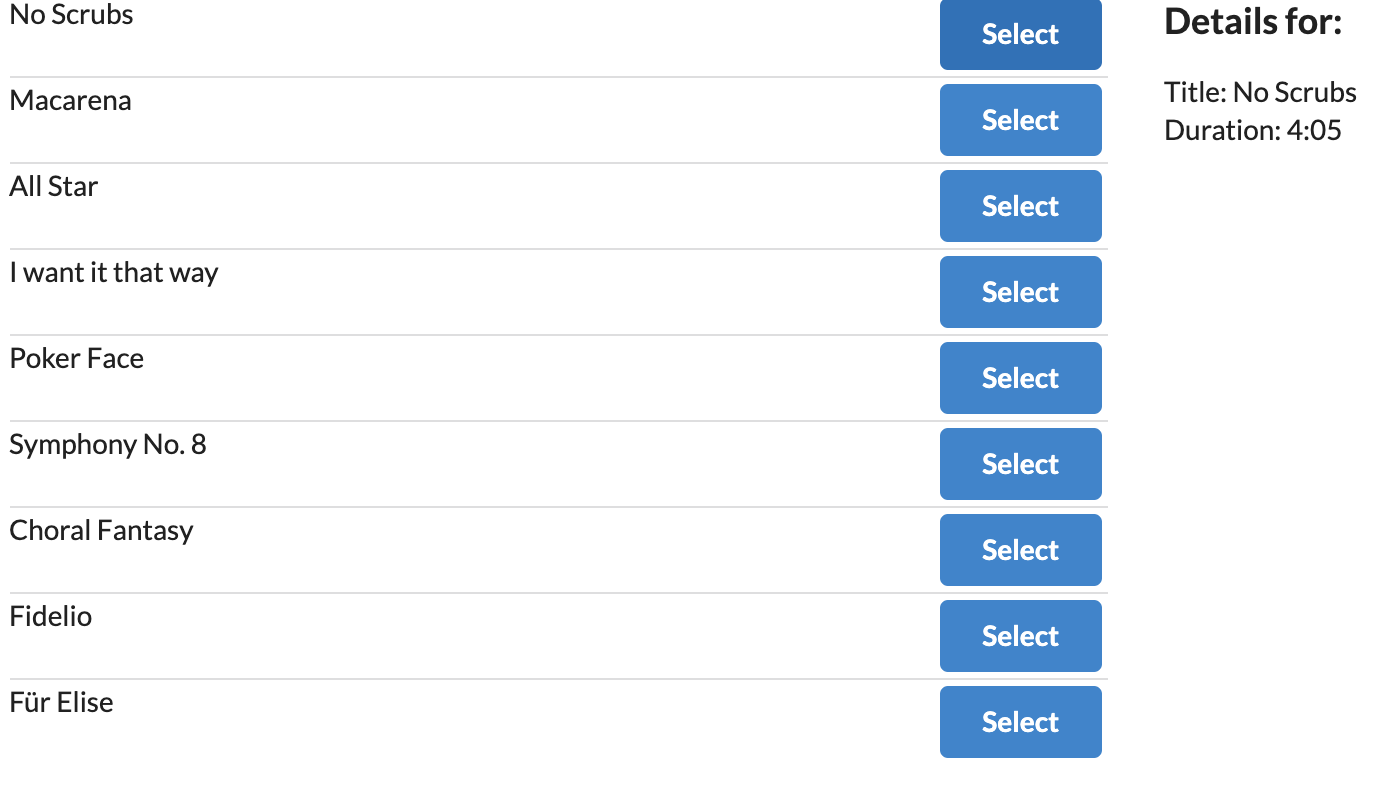 No Scrubs
Select
Macarena
Select
All Star
Select
I want it that way
Select
Poker Face
Select
Symphony No. 8
Select
Choral Fantasy
Select
Fidelio
Select
Für Elise
Select
Details for:
Title: No Scrubs
Duration: 4:05